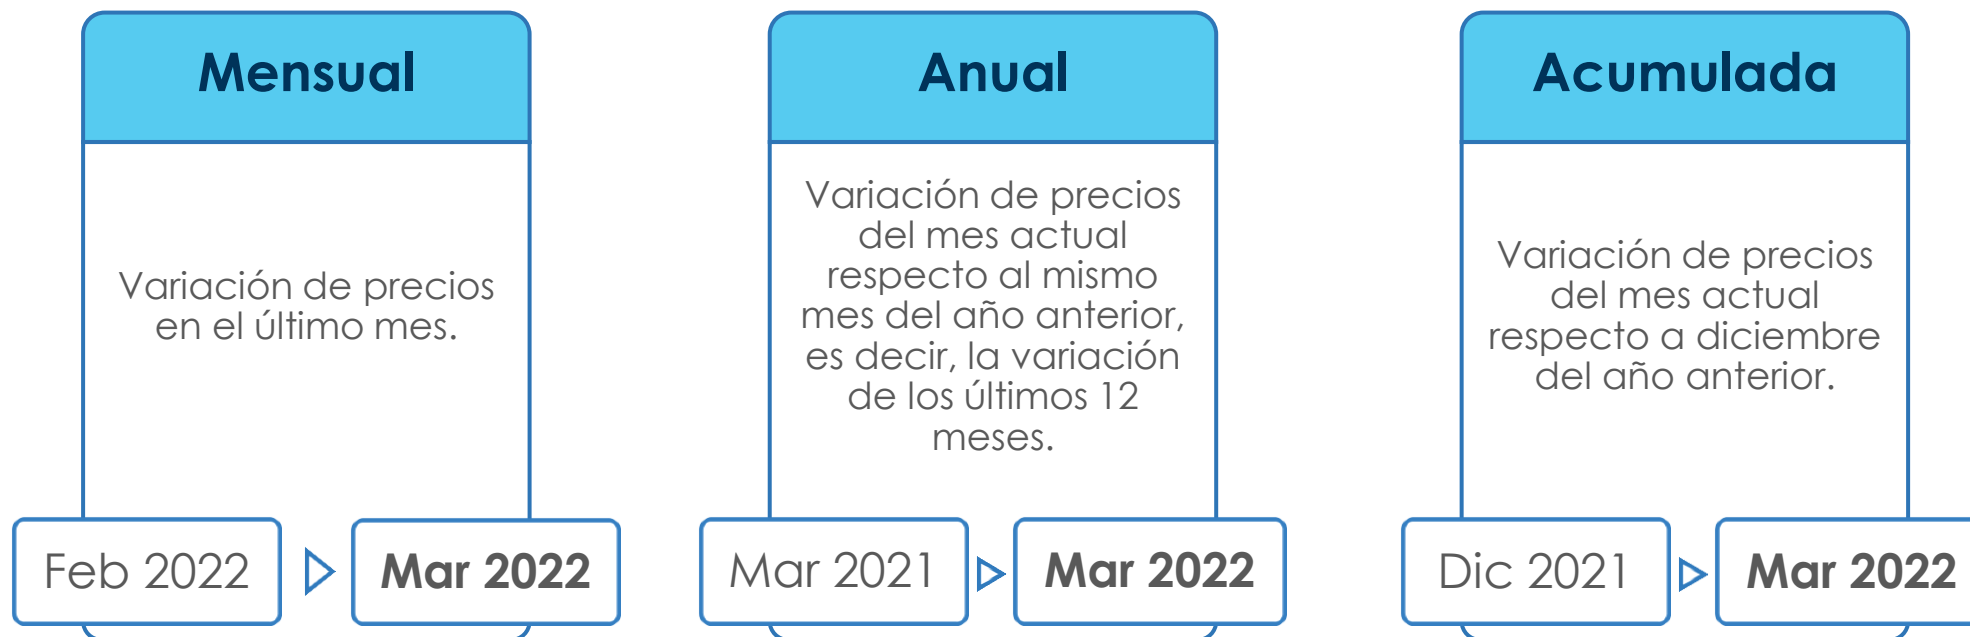 Mensual
Variación de precios
en el último mes.
Feb 2022
Mar 2022
Anual
Variación de precios
del mes actual
respecto al mismo
mes del año anterior,
es decir, la variación
de los últimos 12
meses.
Mar 2021
Mar 2022
Acumulada
Variación de precios
del mes actual
respecto a diciembre
del año anterior.
Dic 2021
Mar 2022